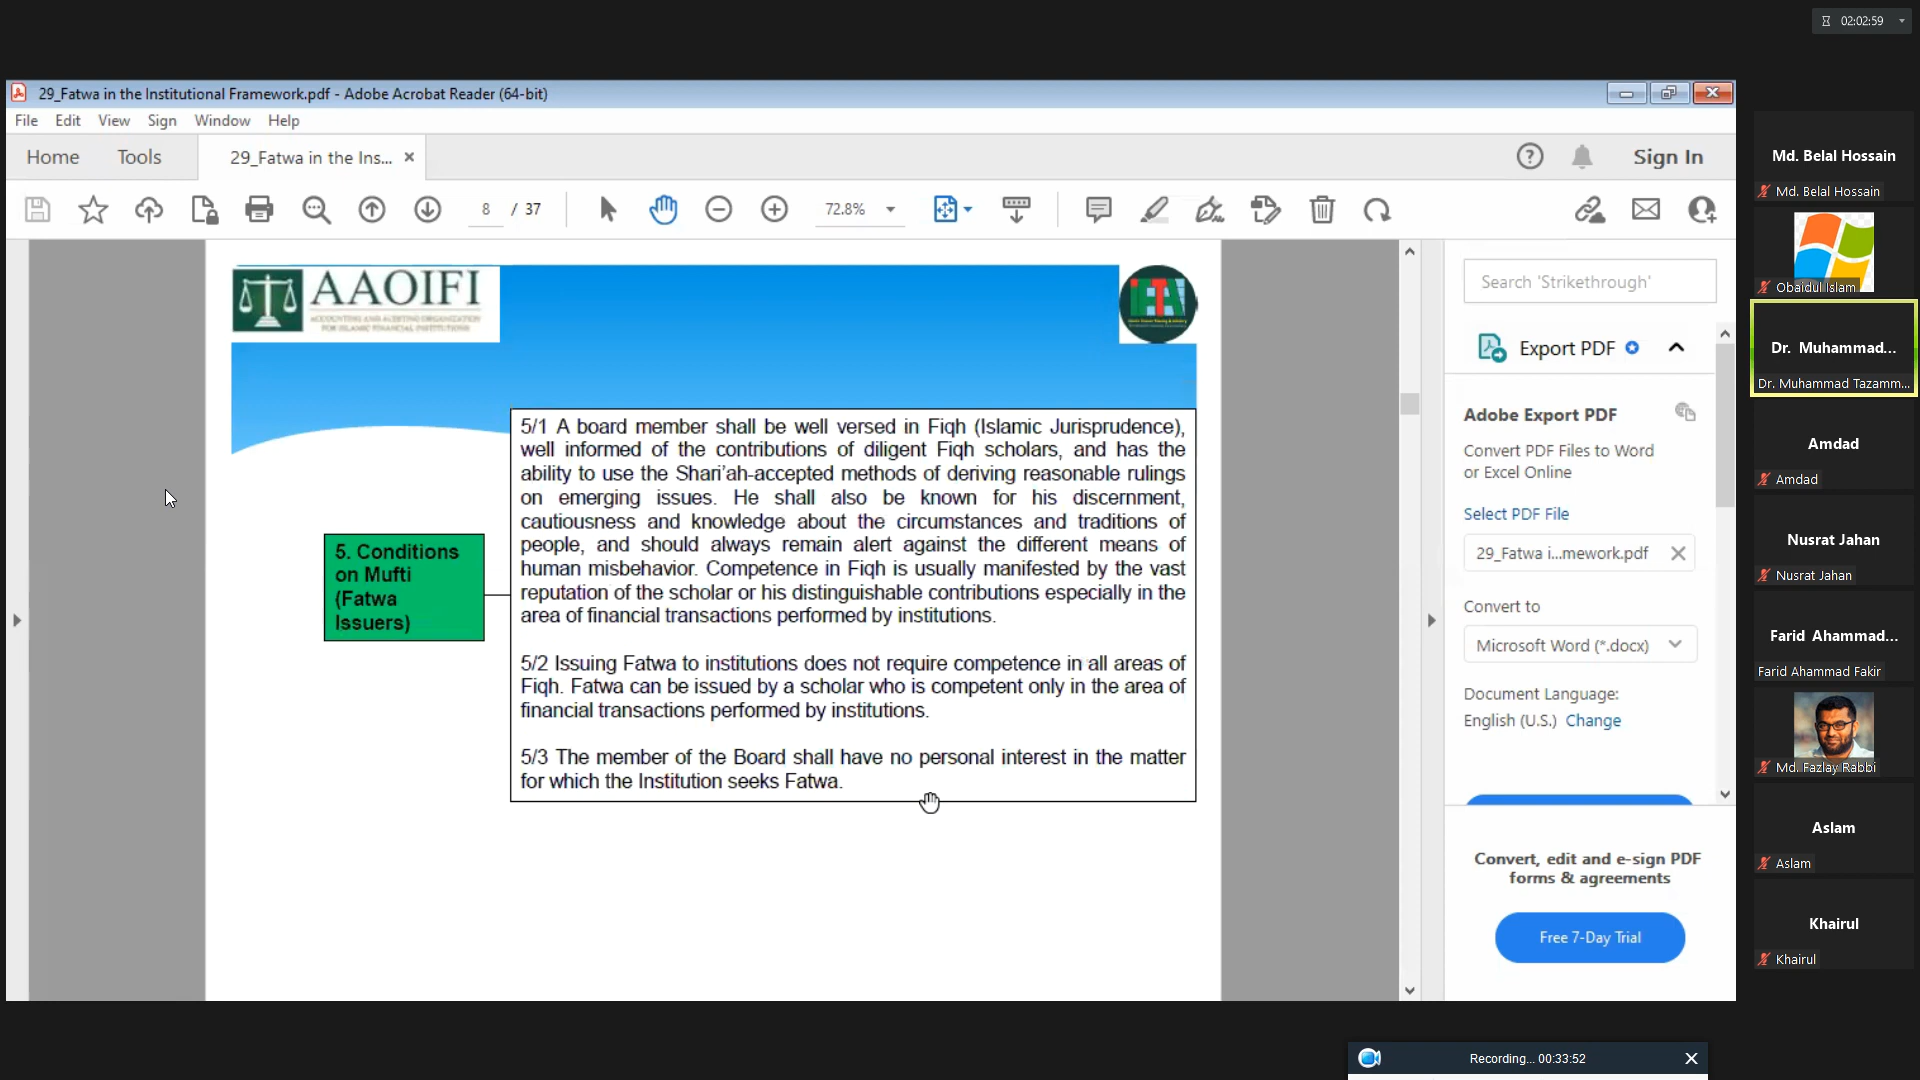 02:02:59
29_Fatwa in the Institutional Framework.pdf - Adobe Acrobat Reader (64-bit)
File Edit View Sign Window Help
Home Tools 29_Fatwa in the Ins... Sign In
8 / 37 72.8%
AAOIFI
ACCOUNTING AND AUDITING ORGANIZATION
FOR ISLAMIC FINANCIAL INSTITUTIONS
5. Conditions
on Mufti
(Fatwa
Issuers)
5/1 A board member shall be well versed in Fiqh (Islamic Jurisprudence),
well informed of the contributions of diligent Fiqh scholars, and has the
ability to use the Shari'ah-accepted methods of deriving reasonable rulings
on emerging issues. He shall also be known for his discernment,
cautiousness and knowledge about the circumstances and traditions of
people, and should always remain alert against the different means of
human misbehavior. Competence in Fiqh is usually manifested by the vast
reputation of the scholar or his distinguishable contributions especially in the
area of financial transactions performed by institutions.
5/2 Issuing Fatwa to institutions does not require competence in all areas of
Fiqh. Fatwa can be issued by a scholar who is competent only in the area of
financial transactions performed by institutions.
5/3 The member of the Board shall have no personal interest in the matter
for which the Institution seeks Fatwa.
Search 'Strikethrough'
Export PDF
Adobe Export PDF
Convert PDF Files to Word
or Excel Online
Select PDF File
29_Fatwa i...mework.pdf
Convert to
Microsoft Word (*.docx)
Document Language:
English (U.S.) Change
Convert, edit and e-sign PDF
forms & agreements
Free 7-Day Trial
Md. Belal Hossain
Md. Belal Hossain
Obaidul Islam
Dr. Muhammad...
Dr. Muhammad Tazamm...
Amdad
Amdad
Nusrat Jahan
Nusrat Jahan
Farid Ahammad...
Farid Ahammad Fakir
Md. Fazlay Rabbi
Aslam
Aslam
Khairul
Khairul
Recording... 00:33:52